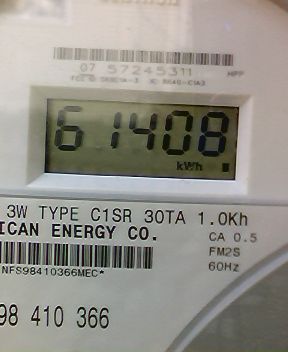 07 57245311 HPP
61408
kWh
3W TYPE C1SR 30TA 1.0Kh
ICAN ENERGY CO. CA 0.5
FM2S
NFS98410366MEC* 60Hz
98 410 366